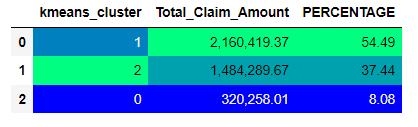 kmeans_cluster Total_Claim_Amount PERCENTAGE
0 1 2,160,419.37 54.49
1 2 1,484,289.67 37.44
2 0 320,258.01 8.08